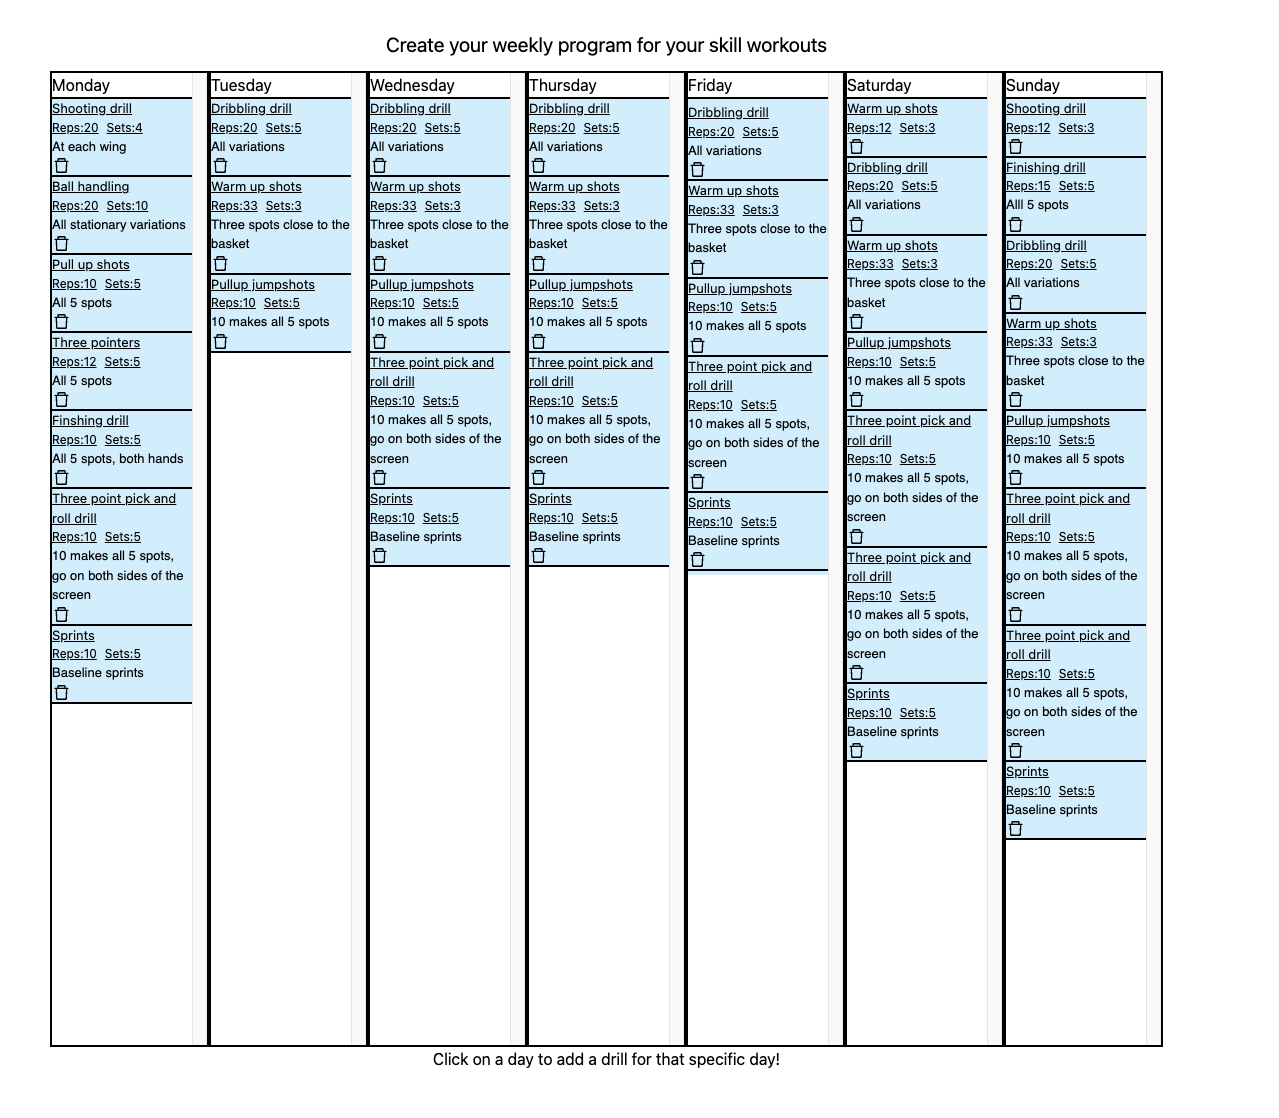 Create your weekly program for your skill workouts
Monday
Shooting drill
Reps:20 Sets:4
At each wing
Ball handling
Reps:20 Sets:10
All stationary variations
Pull up shots
Reps:10 Sets:5
All 5 spots
Three pointers
Reps:12 Sets:5
All 5 spots
Finshing drill
Reps:10 Sets:5
All 5 spots, both hands
Three point pick and
roll drill
Reps:10 Sets:5
10 makes all 5 spots,
go on both sides of the
screen
Sprints
Reps:10 Sets:5
Baseline sprints
Tuesday
Dribbling drill
Reps:20 Sets:5
All variations
Warm up shots
Reps:33 Sets:3
Three spots close to the
basket
Pullup jumpshots
Reps:10 Sets:5
10 makes all 5 spots
Wednesday
Dribbling drill
Reps:20 Sets:5
All variations
Warm up shots
Reps:33 Sets:3
Three spots close to the
basket
Pullup jumpshots
Reps:10 Sets:5
10 makes all 5 spots
Three point pick and
roll drill
Reps:10 Sets:5
10 makes all 5 spots,
go on both sides of the
screen
Sprints
Reps:10 Sets:5
Baseline sprints
Thursday
Dribbling drill
Reps:20 Sets:5
All variations
Warm up shots
Reps:33 Sets:3
Three spots close to the
basket
Pullup jumpshots
Reps:10 Sets:5
10 makes all 5 spots
Three point pick and
roll drill
Reps:10 Sets:5
10 makes all 5 spots,
go on both sides of the
screen
Sprints
Reps:10 Sets:5
Baseline sprints
Friday
Dribbling drill
Reps:20 Sets:5
All variations
Warm up shots
Reps:33 Sets:3
Three spots close to the
basket
Pullup jumpshots
Reps:10 Sets:5
10 makes all 5 spots
Three point pick and
roll drill
Reps:10 Sets:5
10 makes all 5 spots,
go on both sides of the
screen
Sprints
Reps:10 Sets:5
Baseline sprints
Saturday
Warm up shots
Reps:12 Sets:3
Dribbling drill
Reps:20 Sets:5
All variations
Warm up shots
Reps:33 Sets:3
Three spots close to the
basket
Pullup jumpshots
Reps:10 Sets:5
10 makes all 5 spots
Three point pick and
roll drill
Reps:10 Sets:5
10 makes all 5 spots,
go on both sides of the
screen
Three point pick and
roll drill
Reps:10 Sets:5
10 makes all 5 spots,
go on both sides of the
screen
Sprints
Reps:10 Sets:5
Baseline sprints
Sunday
Shooting drill
Reps:12 Sets:3
Finishing drill
Reps:15 Sets:5
Alll 5 spots
Dribbling drill
Reps:20 Sets:5
All variations
Warm up shots
Reps:33 Sets:3
Three spots close to the
basket
Pullup jumpshots
Reps:10 Sets:5
10 makes all 5 spots
Three point pick and
roll drill
Reps:10 Sets:5
10 makes all 5 spots,
go on both sides of the
screen
Three point pick and
roll drill
Reps:10 Sets:5
10 makes all 5 spots,
go on both sides of the
screen
Sprints
Reps:10 Sets:5
Baseline sprints
Click on a day to add a drill for that specific day!